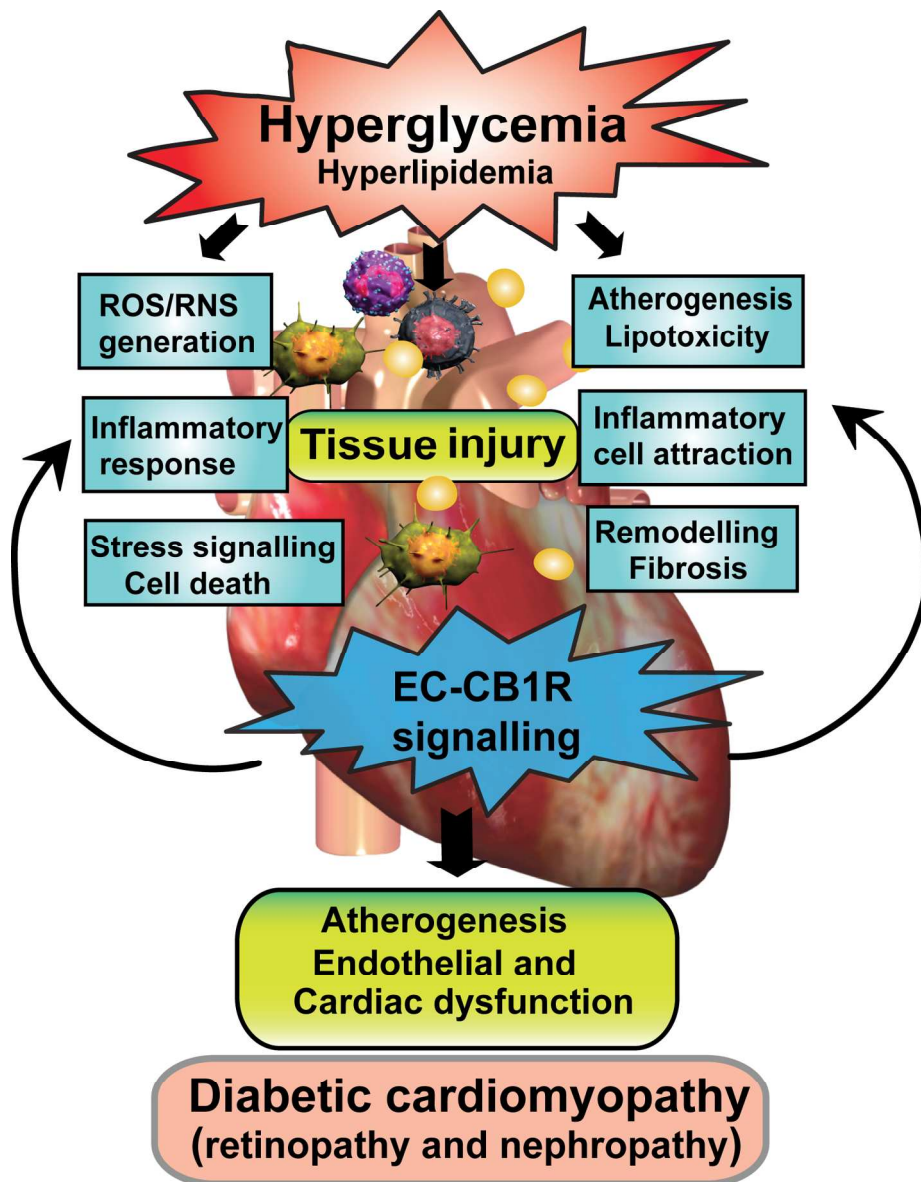 Hyperglycemia
Hyperlipidemia
ROS/RNS
generation
Atherogenesis
Lipotoxicity
Inflammatory
response
Tissue injury
Inflammatory
cell attraction
Stress signalling
Cell death
Remodelling
Fibrosis
EC-CB1R
signalling
Atherogenesis
Endothelial and
Cardiac dysfunction
Diabetic cardiomyopathy
(retinopathy and nephropathy)